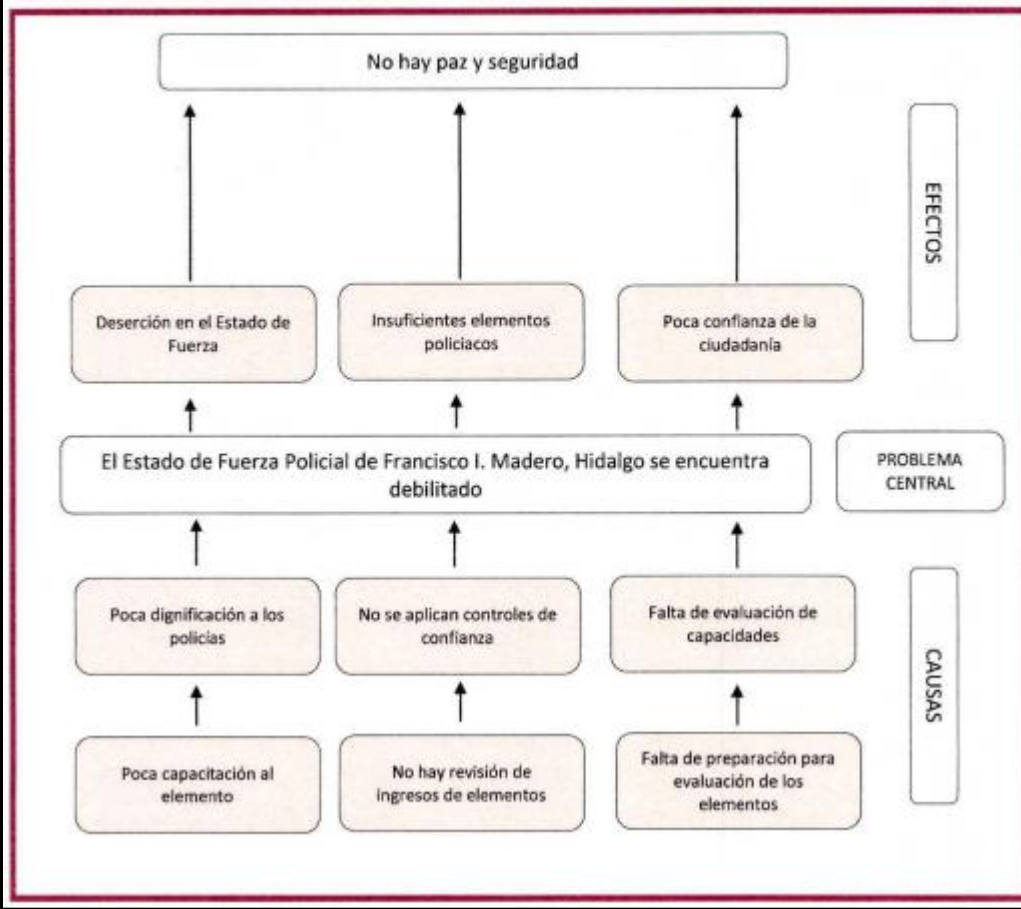 No hay paz y seguridad
EFECTOS
Deserción en el Estado de
Fuerza
Insuficientes elementos
policiacos
Poca confianza de la
ciudadanía
El Estado de Fuerza Policial de Francisco I. Madero, Hidalgo se encuentra
debilitado
PROBLEMA
CENTRAL
Poca dignificación a los
policías
No se aplican controles de
confianza
Falta de evaluación de
capacidades
CAUSAS
Poca capacitación al
elemento
No hay revisión de
ingresos de elementos
Falta de preparación para
evaluación de los
elementos